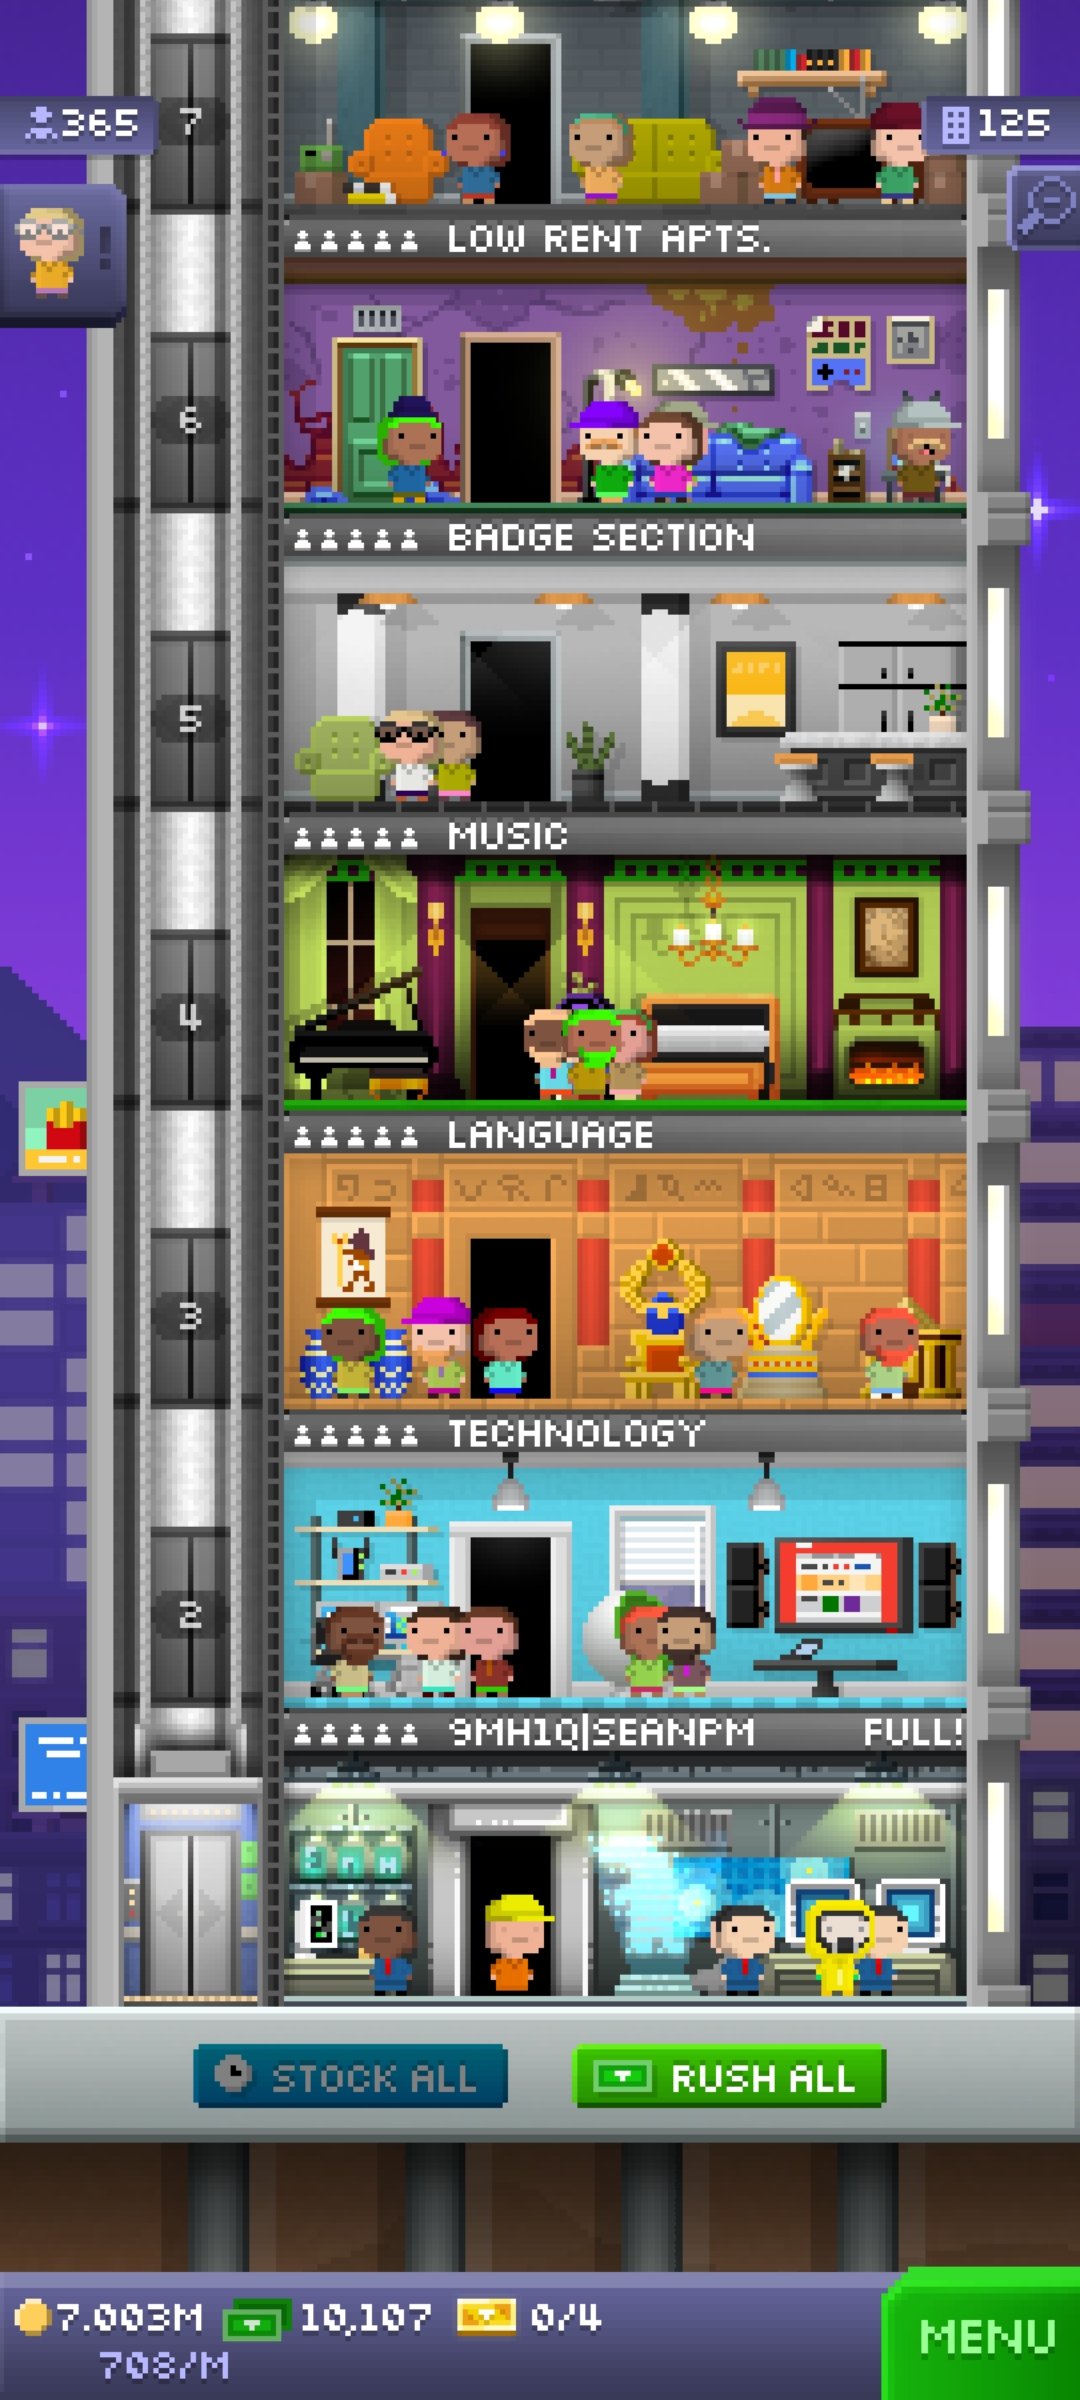 7
365
125
LOW RENT APTS.
6
BADGE SECTION
5
MUSIC
4
LANGUAGE
3
TECHNOLOGY
2
9MH1Q|SEANPM FULL!
STOCK ALL
RUSH ALL
7.003M 10,107 0/4
708/M
MENU